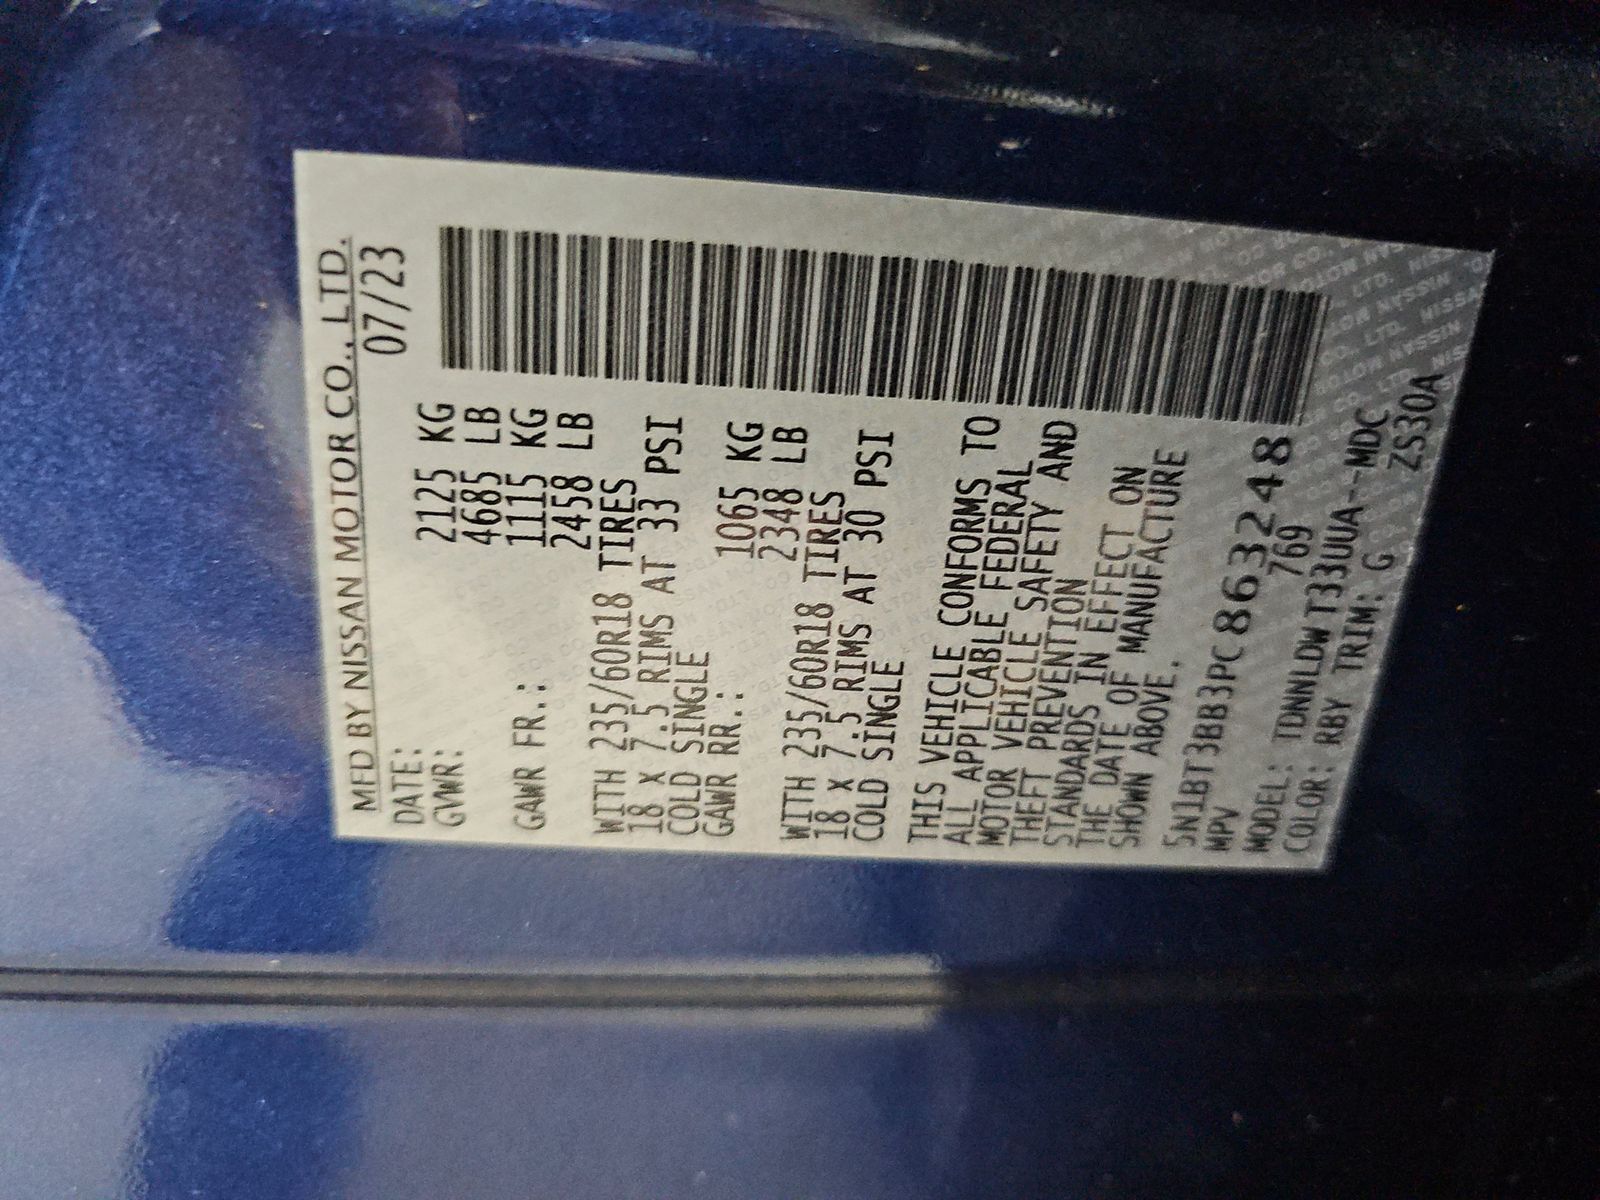 MFD BY NISSAN MOTOR CO., LTD.
DATE: 07/23
GVWR: 2125 KG
4685 LB
GAWR FR.: 1115 KG
2458 LB
WITH 235/60R18 TIRES
18 X 7.5 RIMS AT 33 PSI
COLD SINGLE
GAWR RR.: 1065 KG
2348 LB
WITH 235/60R18 TIRES
18 X 7.5 RIMS AT 30 PSI
COLD SINGLE
THIS VEHICLE CONFORMS TO
ALL APPLICABLE FEDERAL
MOTOR VEHICLE SAFETY AND
THEFT PREVENTION
STANDARDS IN EFFECT ON
THE DATE OF MANUFACTURE
SHOWN ABOVE.
5N1BT3BB3PC863248
MPV 769
MODEL: TDNNLDWT33UUA--MDC
COLOR: RBY TRIM: G ZS30A